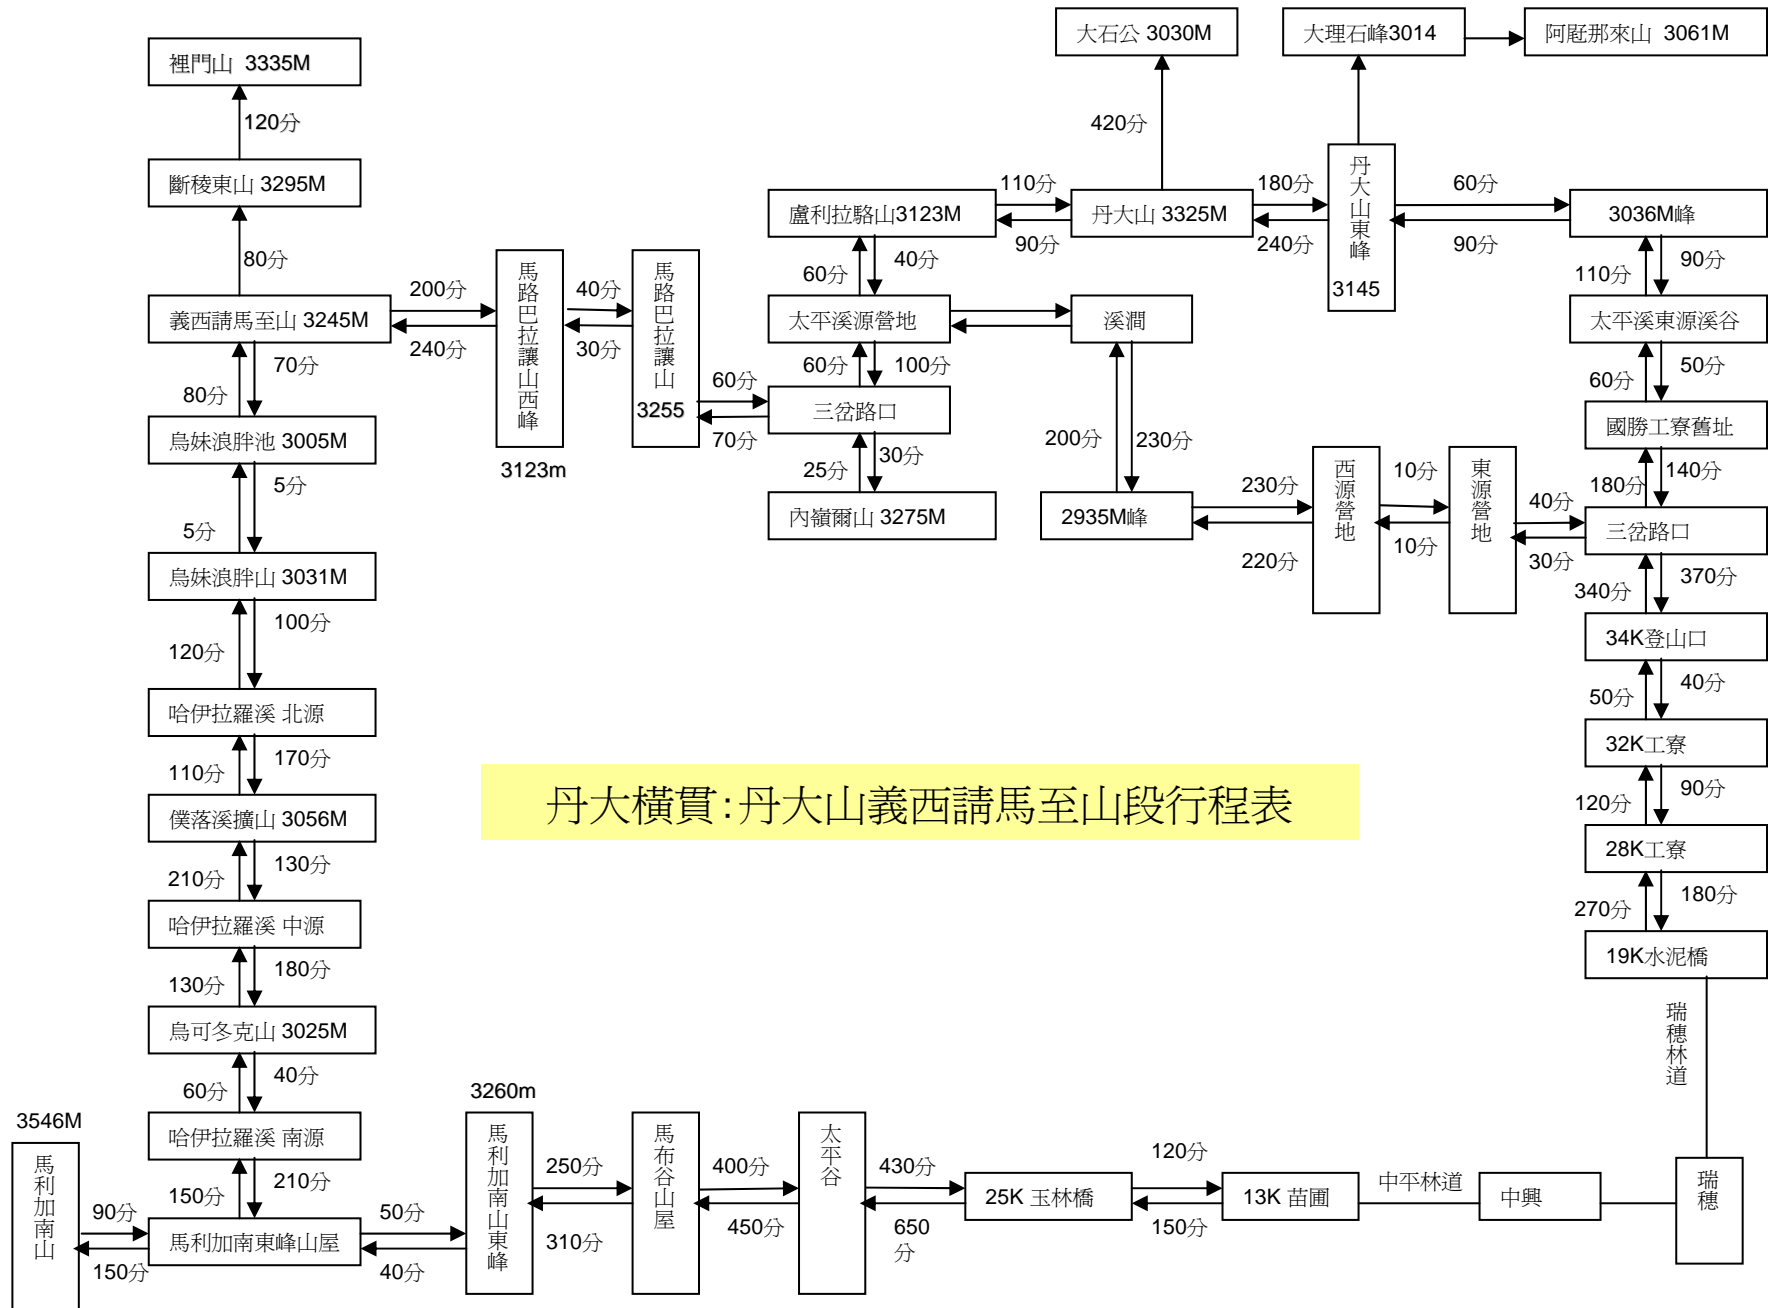 大石公 3030M
大理石峰3014
阿屘那來山 3061M
裡門山 3335M
120分
420分
斷稜東山 3295M
80分
盧利拉駱山3123M
110分
90分
丹大山 3325M
180分
240分
丹大山東峰
3145
60分
90分
3036M峰
60分
40分
110分
90分
義西請馬至山 3245M
200分
240分
馬路巴拉讓山西峰
3123m
40分
30分
馬路巴拉讓山
3255
太平溪源營地
溪澗
太平溪東源溪谷
70分
80分
60分
70分
60分
100分
60分
50分
三岔路口
國勝工寮舊址
烏妹浪胖池 3005M
200分
230分
25分
30分
180分
140分
5分
5分
內嶺爾山 3275M
2935M峰
230分
220分
西源營地
10分
10分
東源營地
40分
30分
三岔路口
烏妹浪胖山 3031M
340分
370分
100分
120分
34K登山口
50分
40分
哈伊拉羅溪 北源
32K工寮
170分
110分
120分
90分
丹大橫貫:丹大山義西請馬至山段行程表
僕落溪擴山 3056M
28K工寮
210分
130分
270分
180分
哈伊拉羅溪 中源
19K水泥橋
130分
180分
瑞穗林道
烏可冬克山 3025M
60分
40分
3546M
馬利加南山
哈伊拉羅溪 南源
150分
210分
90分
150分
馬利加南東峰山屋
50分
40分
3260m
馬利加南山東峰
250分
310分
馬布谷山屋
400分
450分
太平谷
430分
650分
25K 玉林橋
120分
150分
13K 苗圃
中平林道
中興
瑞穗